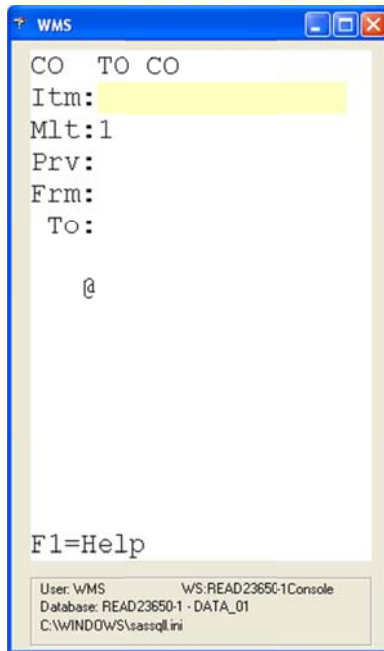 WMS
CO  TO CO
Itm:
Mlt:1
Prv:
Frm:
To:
@
F1=Help
User: WMS WS:READ23650-1Console
Database: READ23650-1 - DATA_01
C:\WINDOWS\sassqll.ini